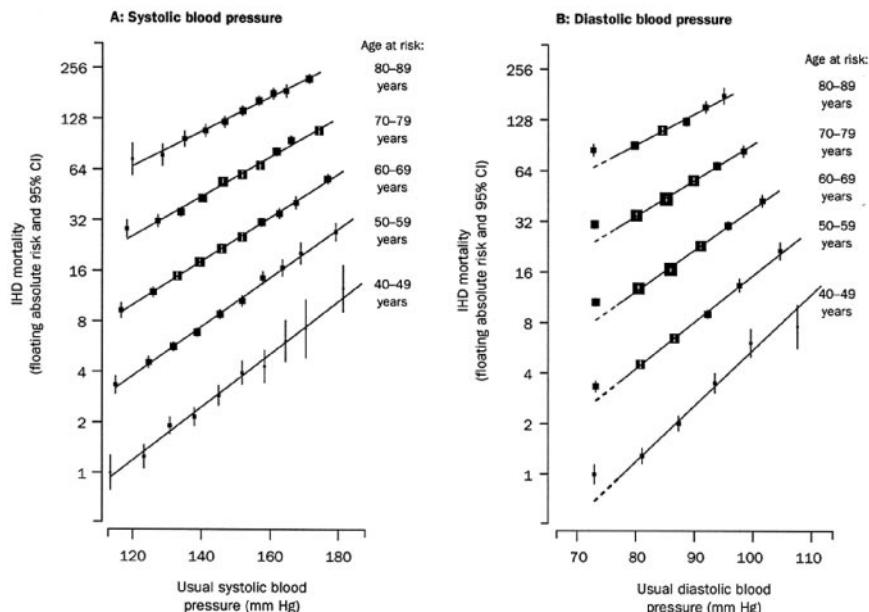 A: Systolic blood pressure
Age at risk:
80–89
years
70–79
years
60–69
years
50–59
years
40–49
years
256
128
64
32
16
8
4
2
1
IHD mortality
(floating absolute risk and 95% CI)
120
140
160
180
Usual systolic blood
pressure (mm Hg)
B: Diastolic blood pressure
Age at risk:
80–89
years
70–79
years
60–69
years
50–59
years
40–49
years
256
128
64
32
16
8
4
2
1
IHD mortality
(floating absolute risk and 95% CI)
70
80
90
100
110
Usual diastolic blood
pressure (mm Hg)